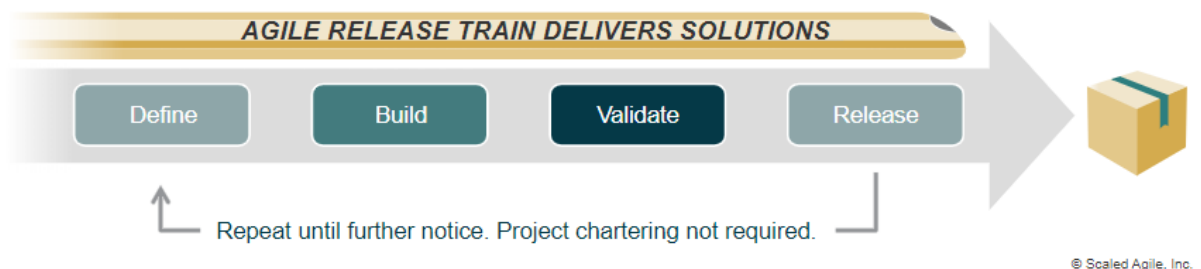 AGILE RELEASE TRAIN DELIVERS SOLUTIONS
Define
Build
Validate
Release
Repeat until further notice. Project chartering not required.
© Scaled Agile, Inc.